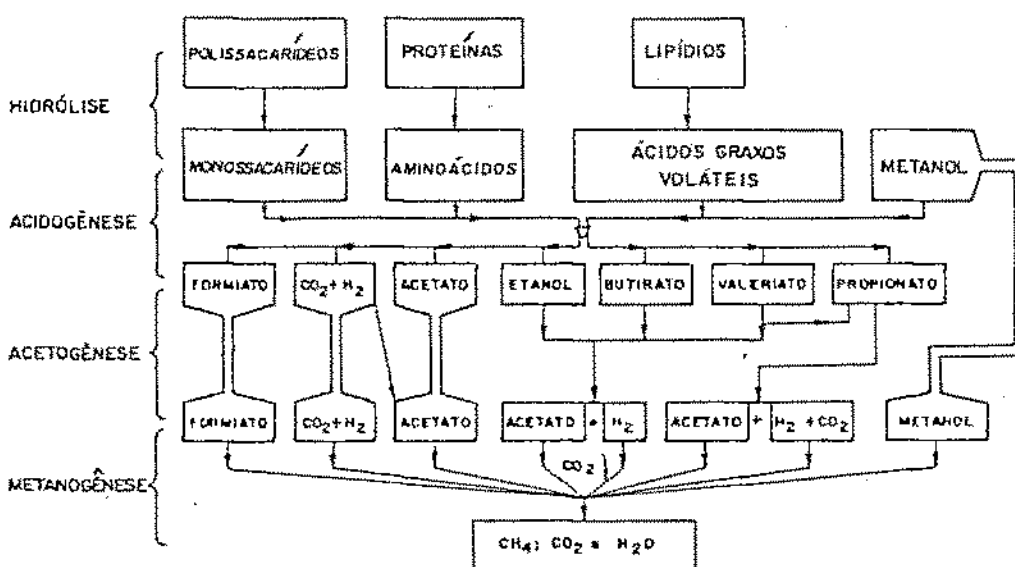 POLISSACARÍDEOS
PROTEÍNAS
LIPÍDIOS
HIDRÓLISE
MONOSSACARÍDEOS
AMINOÁCIDOS
ÁCIDOS GRAXOS
VOLÁTEIS
METANOL
ACIDOGÊNESE
FORMIATO
CO2+H2
ACETATO
ETANOL
BUTIRATO
VALERIATO
PROPIONATO
ACETOGÊNESE
FORMIATO
CO2+H2
ACETATO
ACETATO + H2
ACETATO + H2 +CO2
METANOL
CO2
METANOGÊNESE
CH4; CO2 e H2O